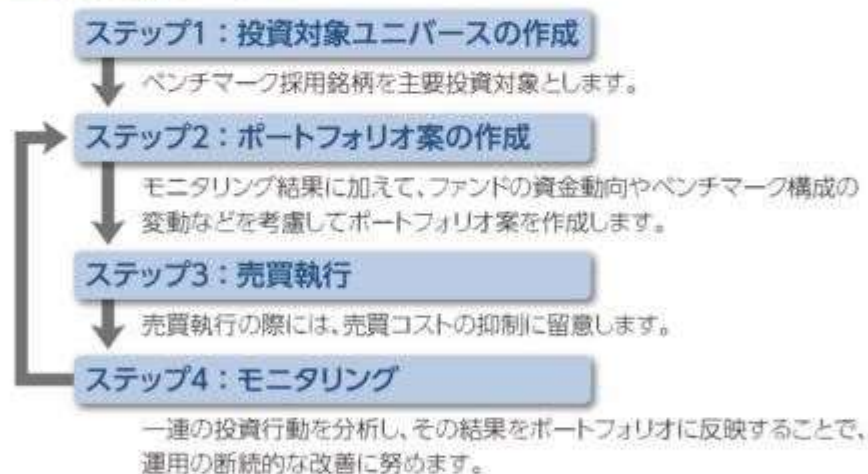 ステップ1：投資対象ユニバースの作成
ベンチマーク採用銘柄を主要投資対象とします。
ステップ2：ポートフォリオ案の作成
モニタリング結果に加えて、ファンドの資金動向やベンチマーク構成の
変動などを考慮してポートフォリオ案を作成します。
ステップ3：売買執行
売買執行の際には、売買コストの抑制に留意します。
ステップ4：モニタリング
一連の投資行動を分析し、その結果をポートフォリオに反映することで、
運用の断続的な改善に努めます。